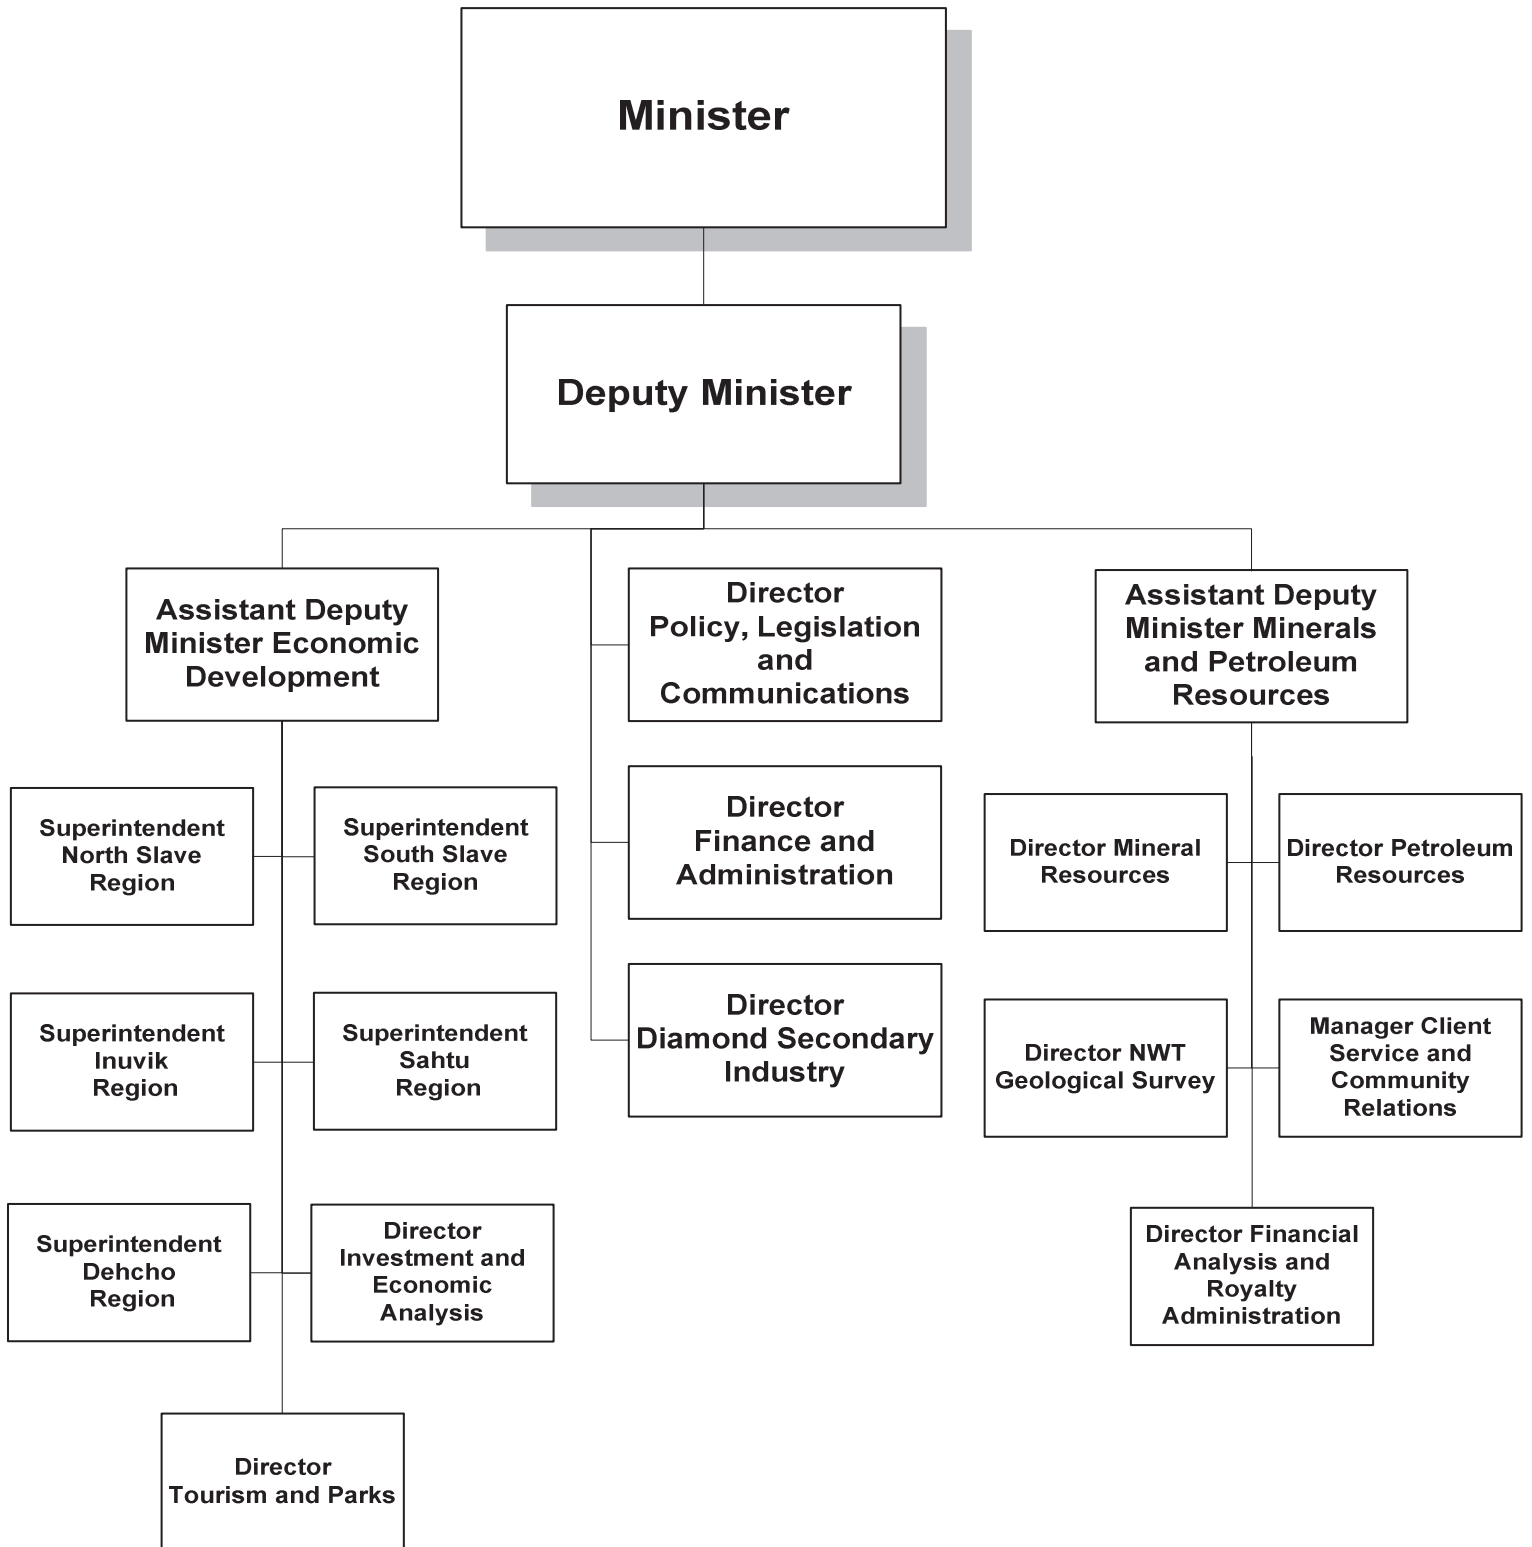 Minister
Deputy Minister
Assistant Deputy
Minister Economic
Development
Director
Policy, Legislation
and
Communications
Assistant Deputy
Minister Minerals
and Petroleum
Resources
Superintendent
North Slave
Region
Superintendent
South Slave
Region
Director
Finance and
Administration
Director Mineral
Resources
Director Petroleum
Resources
Superintendent
Inuvik
Region
Superintendent
Sahtu
Region
Director
Diamond Secondary
Industry
Director NWT
Geological Survey
Manager Client
Service and
Community
Relations
Superintendent
Dehcho
Region
Director
Investment and
Economic
Analysis
Director Financial
Analysis and
Royalty
Administration
Director
Tourism and Parks